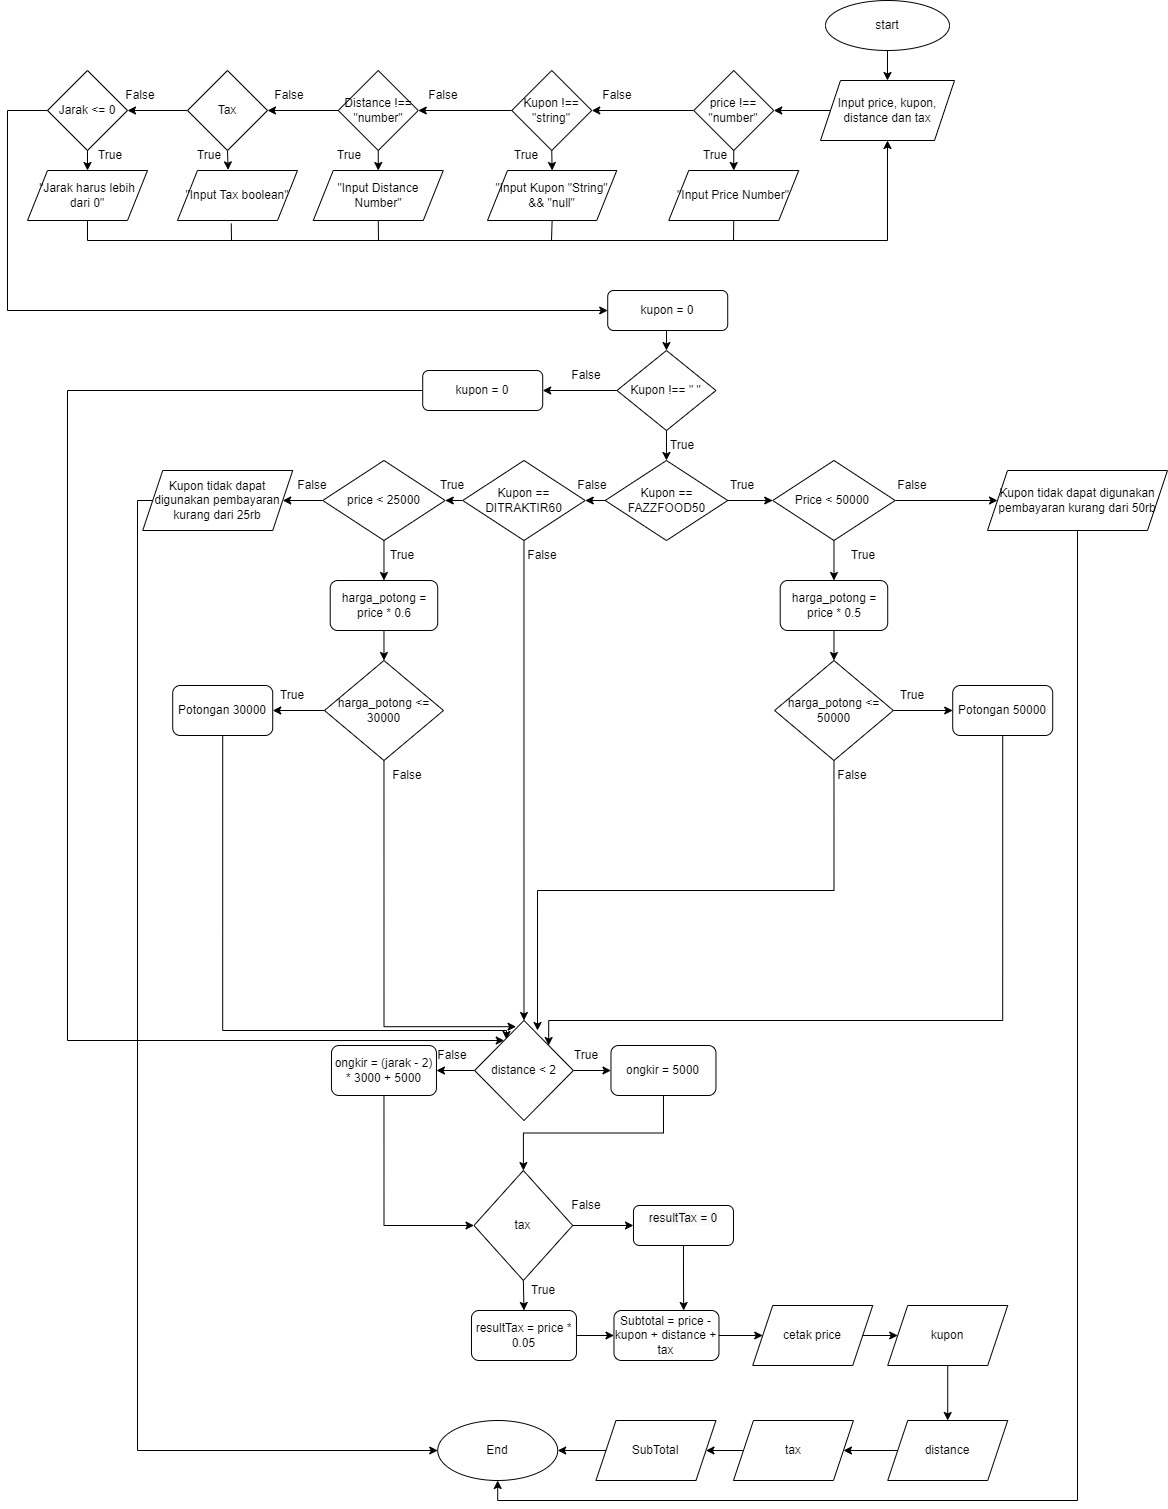 start
Input price, kupon,
distance dan tax
price !==
"number"
False
Kupon !==
"string"
False
Distance !==
"number"
False
Tax
False
Jarak <= 0
True
True
True
True
True
"Jarak harus lebih
dari 0"
"Input Tax boolean"
"Input Distance
Number"
"Input Kupon "String"
&& "null"
"Input Price Number"
kupon = 0
Kupon !== " "
False
kupon = 0
True
Kupon tidak dapat
digunakan pembayaran
kurang dari 25rb
False
price < 25000
True
Kupon ==
DITRAKTIR60
False
Kupon ==
FAZZFOOD50
True
Price < 50000
False
Kupon tidak dapat digunakan
pembayaran kurang dari 50rb
True
False
True
harga_potong =
price * 0.6
harga_potong =
price * 0.5
Potongan 30000
True
harga_potong <=
30000
harga_potong <=
50000
True
Potongan 50000
False
False
ongkir = (jarak - 2)
* 3000 + 5000
False
distance < 2
True
ongkir = 5000
tax
False
resultTax = 0
True
resultTax = price *
0.05
Subtotal = price -
kupon + distance +
tax
cetak price
kupon
End
SubTotal
tax
distance